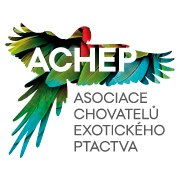 ACHEP
ASOCIACE
CHOVATELŮ
EXOTICKÉHO
PTACTVA